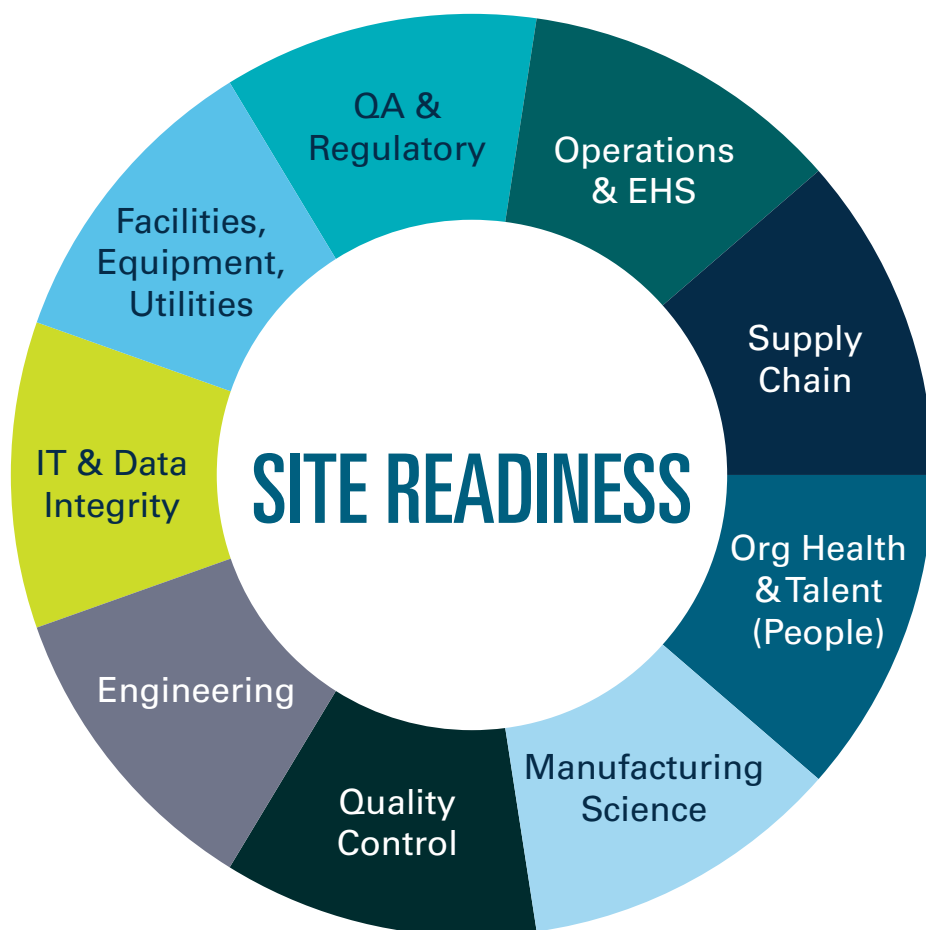 QA &
Regulatory
Operations
& EHS
Supply
Chain
Org Health
& Talent
(People)
Manufacturing
Science
Quality
Control
Engineering
IT & Data
Integrity
Facilities,
Equipment,
Utilities
SITE READINESS